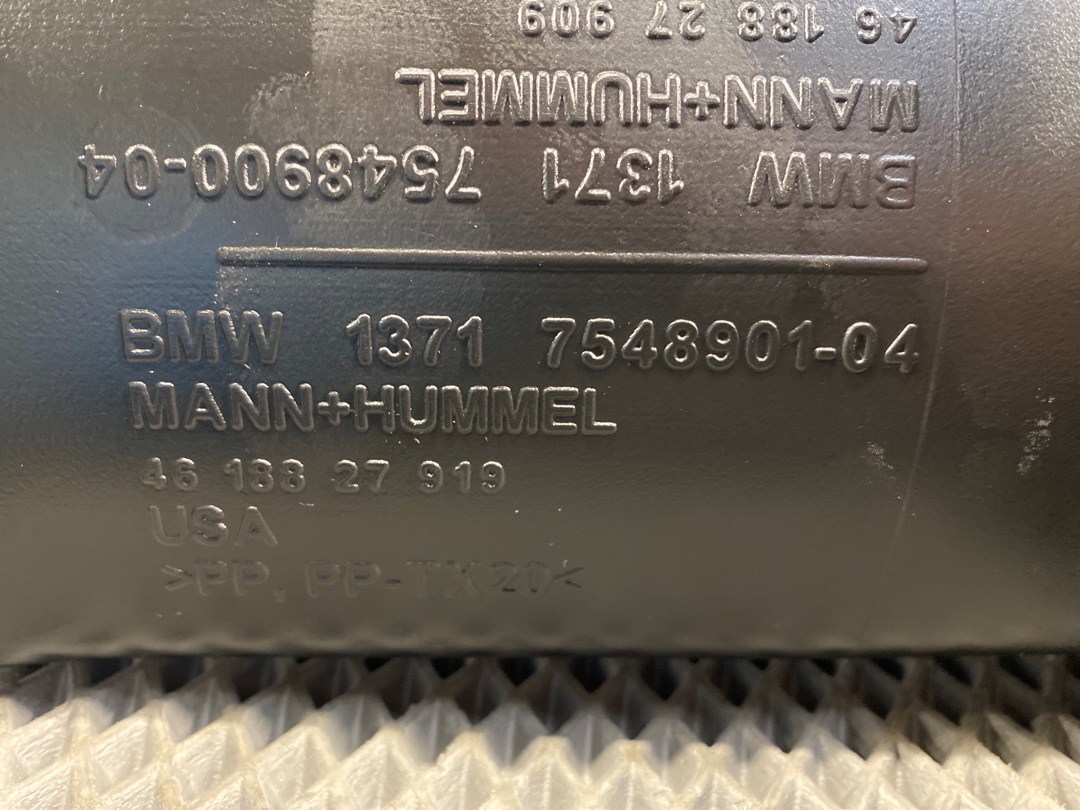 46 188 27 909
MANN+HUMMEL
BMW 1371 7548900-04
BMW 1371 7548901-04
MANN+HUMMEL
46 188 27 919
USA
>PP, PP-TX20<